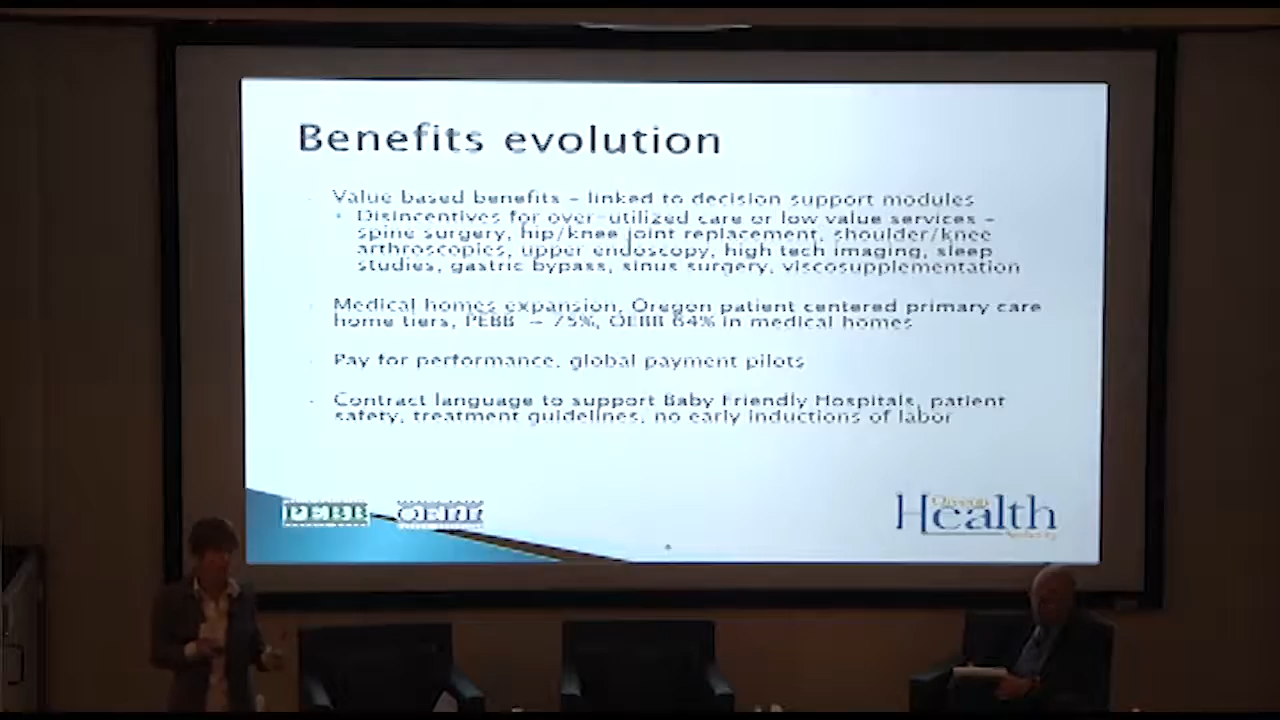 Benefits evolution
Value based benefits – linked to decision support modules
Disincentives for over-utilized care or low value services –
spine surgery, hip/knee joint replacement, shoulder/knee
arthroscopies, upper endoscopy, high tech imaging, sleep
studies, gastric bypass, sinus surgery, viscosupplementation
Medical homes expansion, Oregon patient centered primary care
home tiers, PEBB – 75%, OEBB 64% in medical homes
Pay for performance, global payment pilots
Contract language to support Baby Friendly Hospitals, patient
safety, treatment guidelines, no early inductions of labor
PEBB OEBB
Oregon
Health
Authority